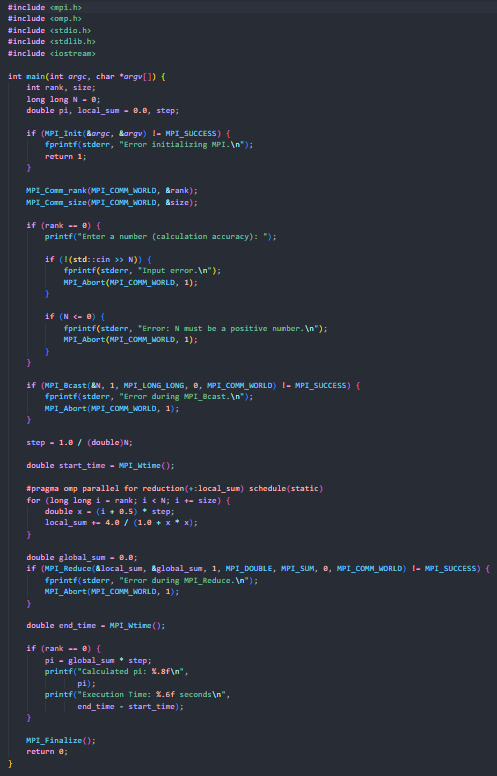 #include <mpi.h>
#include <omp.h>
#include <stdio.h>
#include <stdlib.h>
#include <iostream>

int main(int argc, char *argv[]) {
    int rank, size;
    long long N = 0;
    double pi, local_sum = 0.0, step;

    if (MPI_Init(&argc, &argv) != MPI_SUCCESS) {
        fprintf(stderr, "Error initializing MPI.\n");
        return 1;
    }

    MPI_Comm_rank(MPI_COMM_WORLD, &rank);
    MPI_Comm_size(MPI_COMM_WORLD, &size);

    if (rank == 0) {
        printf("Enter a number (calculation accuracy): ");

        if (!(std::cin >> N)) {
            fprintf(stderr, "Input error.\n");
            MPI_Abort(MPI_COMM_WORLD, 1);
        }

        if (N <= 0) {
            fprintf(stderr, "Error: N must be a positive number.\n");
            MPI_Abort(MPI_COMM_WORLD, 1);
        }
    }

    if (MPI_Bcast(&N, 1, MPI_LONG_LONG, 0, MPI_COMM_WORLD) != MPI_SUCCESS) {
        fprintf(stderr, "Error during MPI_Bcast.\n");
        MPI_Abort(MPI_COMM_WORLD, 1);
    }

    step = 1.0 / (double)N;

    double start_time = MPI_Wtime();

    #pragma omp parallel for reduction(+:local_sum) schedule(static)
    for (long long i = rank; i < N; i += size) {
        double x = (i + 0.5) * step;
        local_sum += 4.0 / (1.0 + x * x);
    }

    double global_sum = 0.0;
    if (MPI_Reduce(&local_sum, &global_sum, 1, MPI_DOUBLE, MPI_SUM, 0, MPI_COMM_WORLD) != MPI_SUCCESS) {
        fprintf(stderr, "Error during MPI_Reduce.\n");
        MPI_Abort(MPI_COMM_WORLD, 1);
    }

    double end_time = MPI_Wtime();

    if (rank == 0) {
        pi = global_sum * step;
        printf("Calculated pi: %.8f\n",
               pi);
        printf("Execution Time: %.6f seconds\n",
               end_time - start_time);
    }

    MPI_Finalize();
    return 0;
}